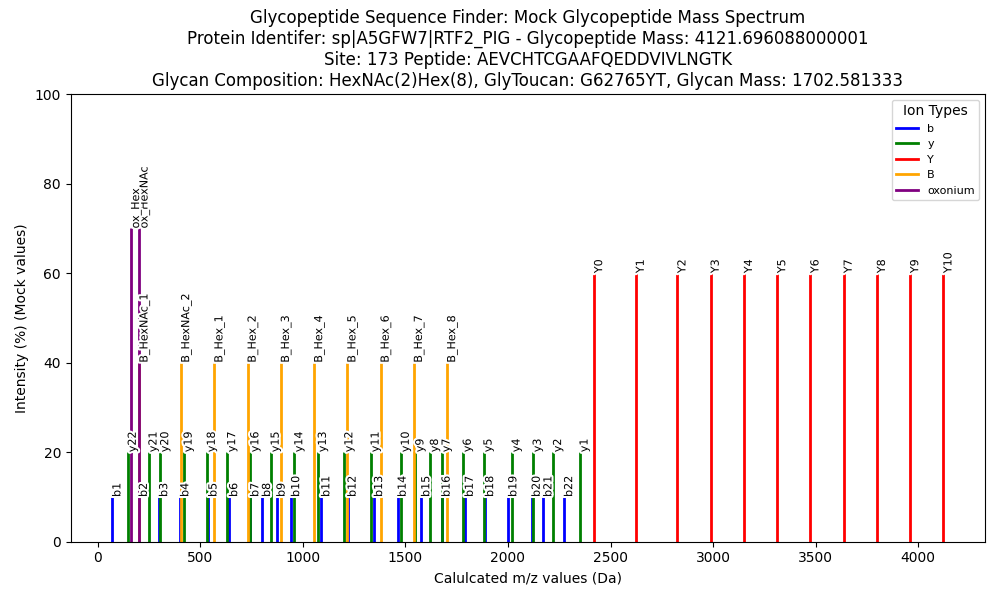 Glycopeptide Sequence Finder: Mock Glycopeptide Mass Spectrum
Protein Identifer: sp|A5GFW7|RTF2_PIG - Glycopeptide Mass: 4121.696088000001
Site: 173 Peptide: AEVCHTCGAAFQEDDVIVLNGTK
Glycan Composition: HexNAc(2)Hex(8), GlyToucan: G62765YT, Glycan Mass: 1702.581333
Intensity (%) (Mock values)
100
80
60
40
20
0
Ion Types
b
y
Y
B
oxonium
ox_Hex
ox_HexNAc
Y0
Y1
Y2
Y3
Y4
Y5
Y6
Y7
Y8
Y9
Y10
B_HexNAc_1
B_HexNAc_2
B_Hex_1
B_Hex_2
B_Hex_3
B_Hex_4
B_Hex_5
B_Hex_6
B_Hex_7
B_Hex_8
y22
y21
y20
y19
y18
y17
y16
y15
y14
y13
y12
y11
y10
y9
y8
y7
y6
y5
y4
y3
y2
y1
b1
b2
b3
b4
b5
b6
b7
b8
b9
b10
b11
b12
b13
b14
b15
b16
b17
b18
b19
b20
b21
b22
0
500
1000
1500
2000
2500
3000
3500
4000
Calulcated m/z values (Da)